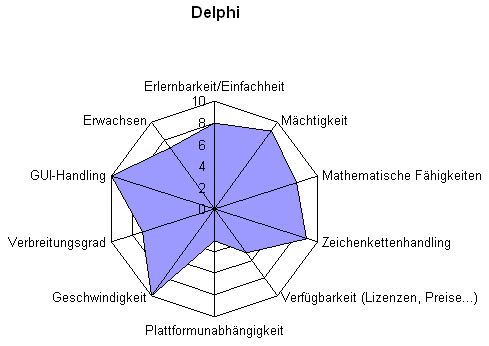 Delphi
Erlernbarkeit/Einfachheit
10
Erwachsen
Mächtigkeit
8
6
4
GUI-Handling
Mathematische Fähigkeiten
2
0
Verbreitungsgrad
Zeichenkettenhandling
Geschwindigkeit
Verfügbarkeit (Lizenzen, Preise...)
Plattformunabhängigkeit